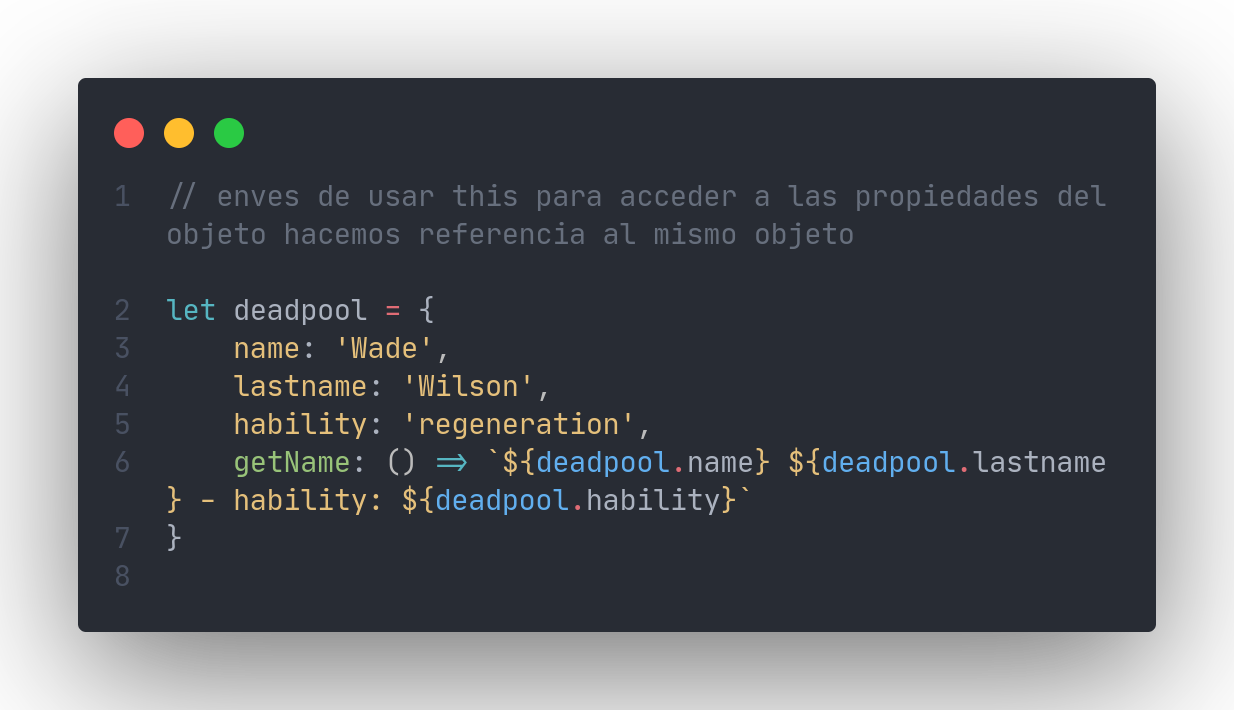 1 // enves de usar this para acceder a las propiedades del
objeto hacemos referencia al mismo objeto
2 let deadpool = {
3     name: 'Wade',
4     lastname: 'Wilson',
5     hability: 'regeneration',
6     getName: () => `${deadpool.name} ${deadpool.lastname
} - hability: ${deadpool.hability}`
7 }
8